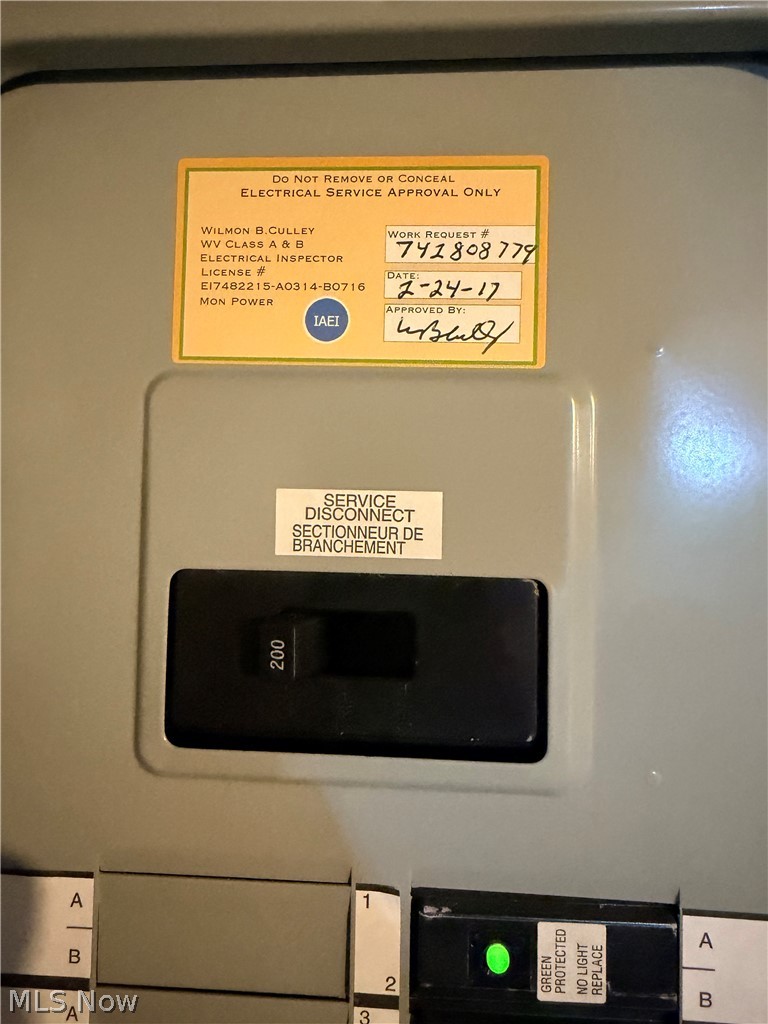 DO NOT REMOVE OR CONCEAL
ELECTRICAL SERVICE APPROVAL ONLY
WILMON B.CULLEY
WV CLASS A & B
ELECTRICAL INSPECTOR
LICENSE #
EI7482215-A0314-B0716
MON POWER
IAEI
WORK REQUEST #
741808779
DATE:
2-24-17
APPROVED BY:
SERVICE
DISCONNECT
SECTIONNEUR DE
BRANCHEMENT
200
A
B
A
1
2
3
GREEN
PROTECTED
NO LIGHT
REPLACE
A
B
MLS Now